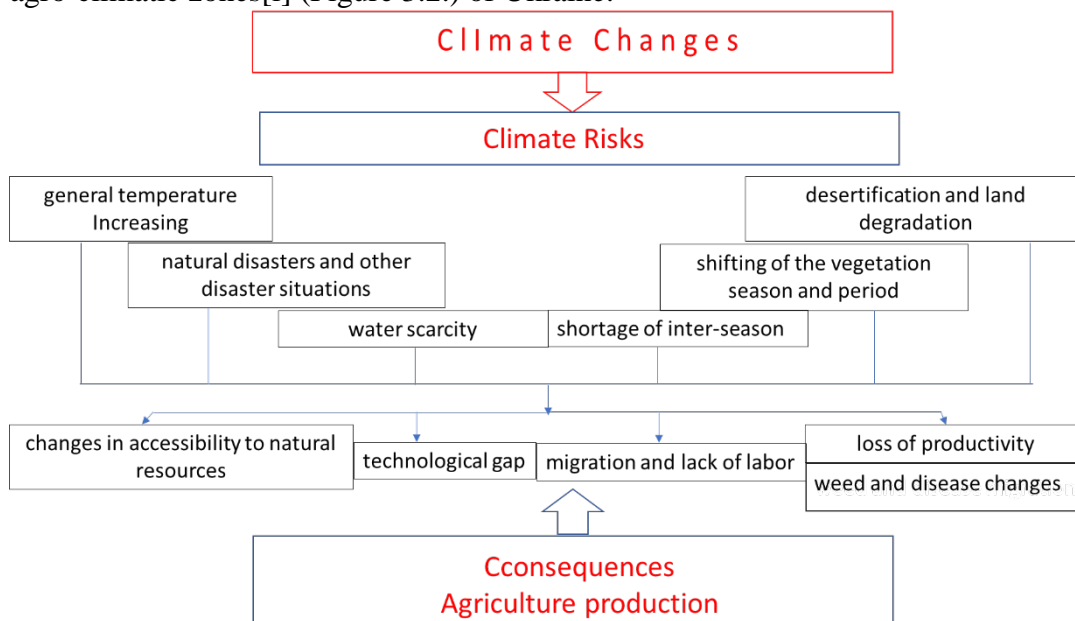 agro-climatic zones[i] (Figure 3.2.) of Ukraine.
ClImate Changes
Climate Risks
general temperature
Increasing
desertification and land
degradation
natural disasters and other
disaster situations
shifting of the vegetation
season and period
water scarcity
shortage of inter-season
changes in accessibility to natural
resources
technological gap
migration and lack of labor
loss of productivity
weed and disease changes
Cconsequences
Agriculture production